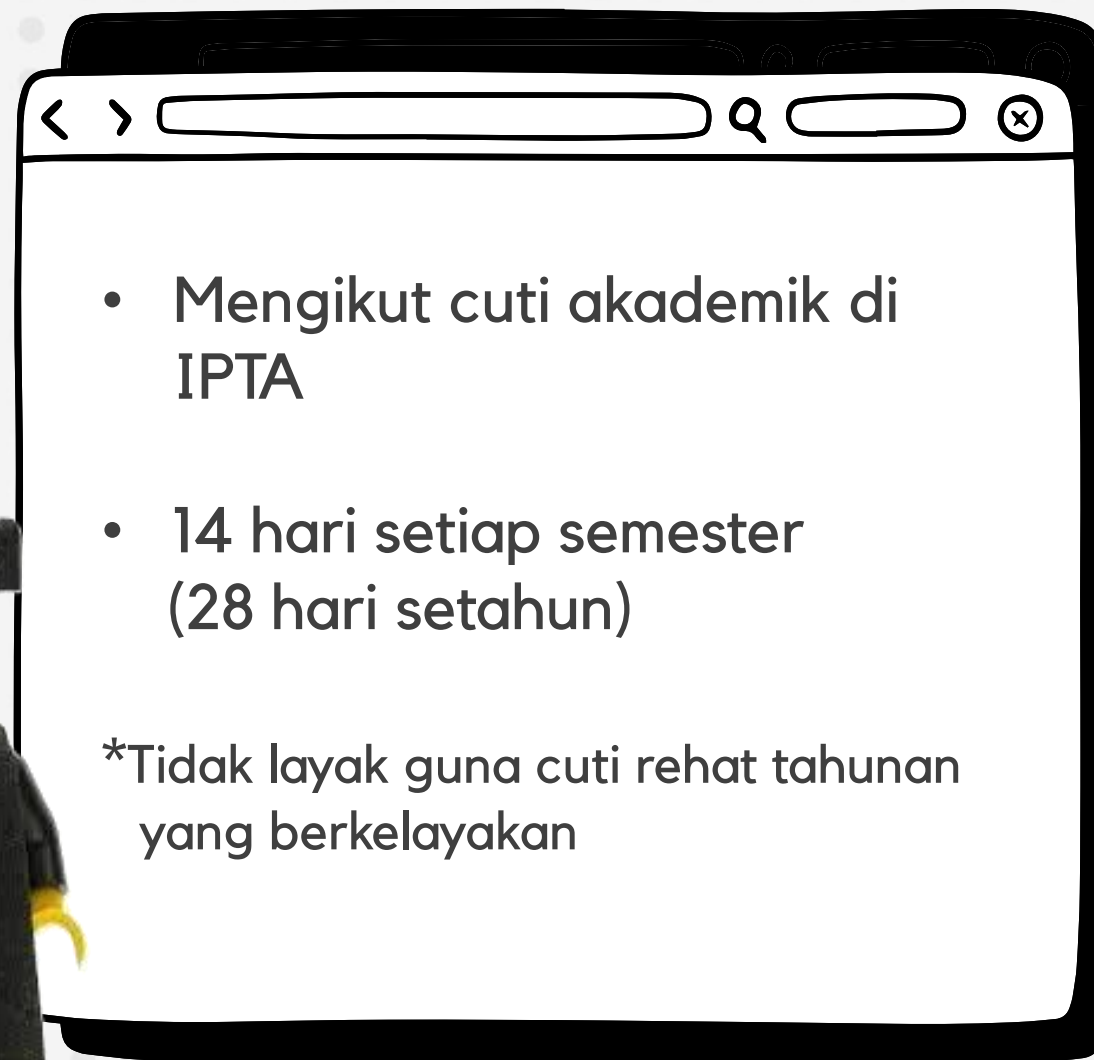 • Mengikut cuti akademik di
IPTA
• 14 hari setiap semester
(28 hari setahun)
*Tidak layak guna cuti rehat tahunan
yang berkelayakan